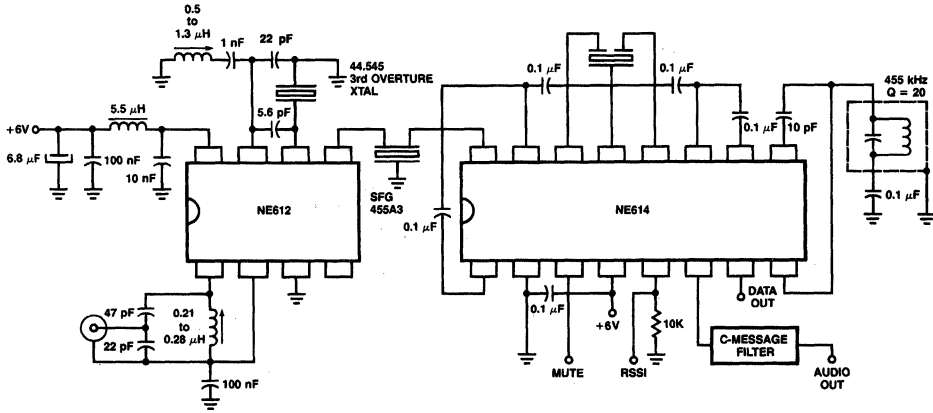 0.5
to
1.3 µH
1 nF
22 pF
44.545
3rd OVERTURE
XTAL
5.6 pF
+6V
5.5 µH
6.8 µF
100 nF
10 nF
NE612
SFG
455A3
0.1 µF
0.1 µF
0.1 µF
0.1 µF
10 pF
455 kHz
Q = 20
0.1 µF
NE614
47 pF
22 pF
0.21
to
0.28 µH
100 nF
0.1 µF
+6V
MUTE
RSSI
10K
DATA
OUT
C-MESSAGE
FILTER
AUDIO
OUT